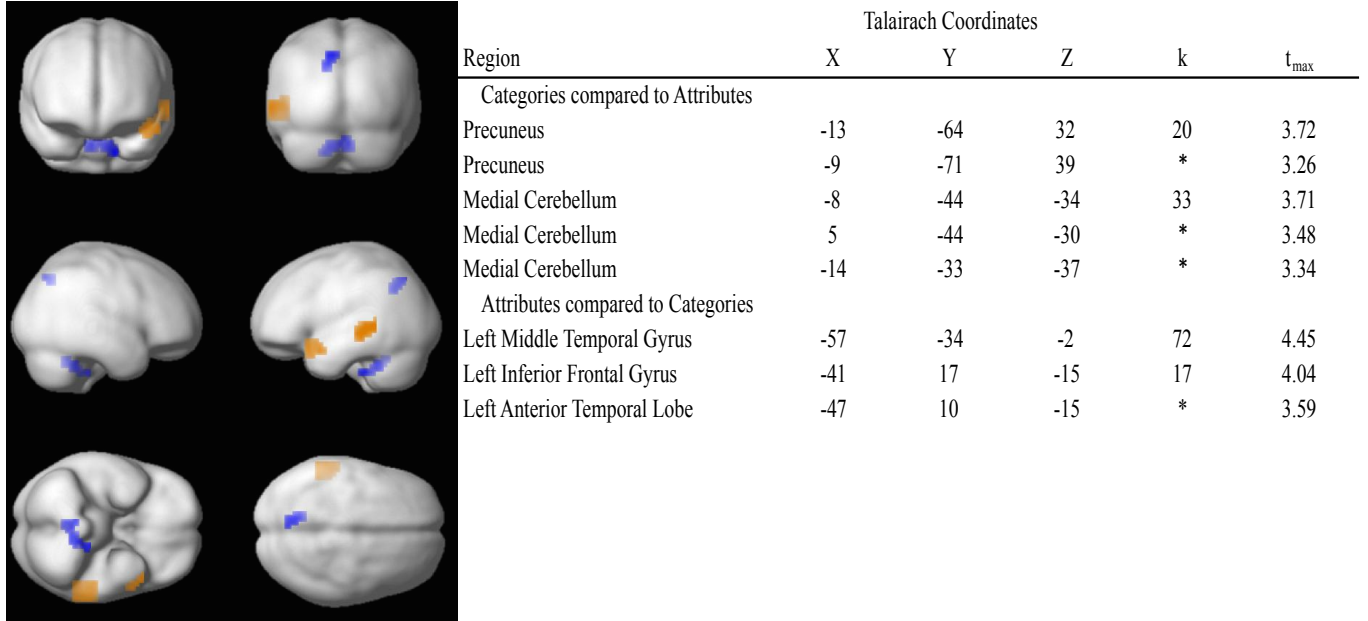 Talairach Coordinates
Region X Y Z k tmax
Categories compared to Attributes
Precuneus -13 -64 32 20 3.72
Precuneus -9 -71 39 * 3.26
Medial Cerebellum -8 -44 -34 33 3.71
Medial Cerebellum 5 -44 -30 * 3.48
Medial Cerebellum -14 -33 -37 * 3.34
Attributes compared to Categories
Left Middle Temporal Gyrus -57 -34 -2 72 4.45
Left Inferior Frontal Gyrus -41 17 -15 17 4.04
Left Anterior Temporal Lobe -47 10 -15 * 3.59